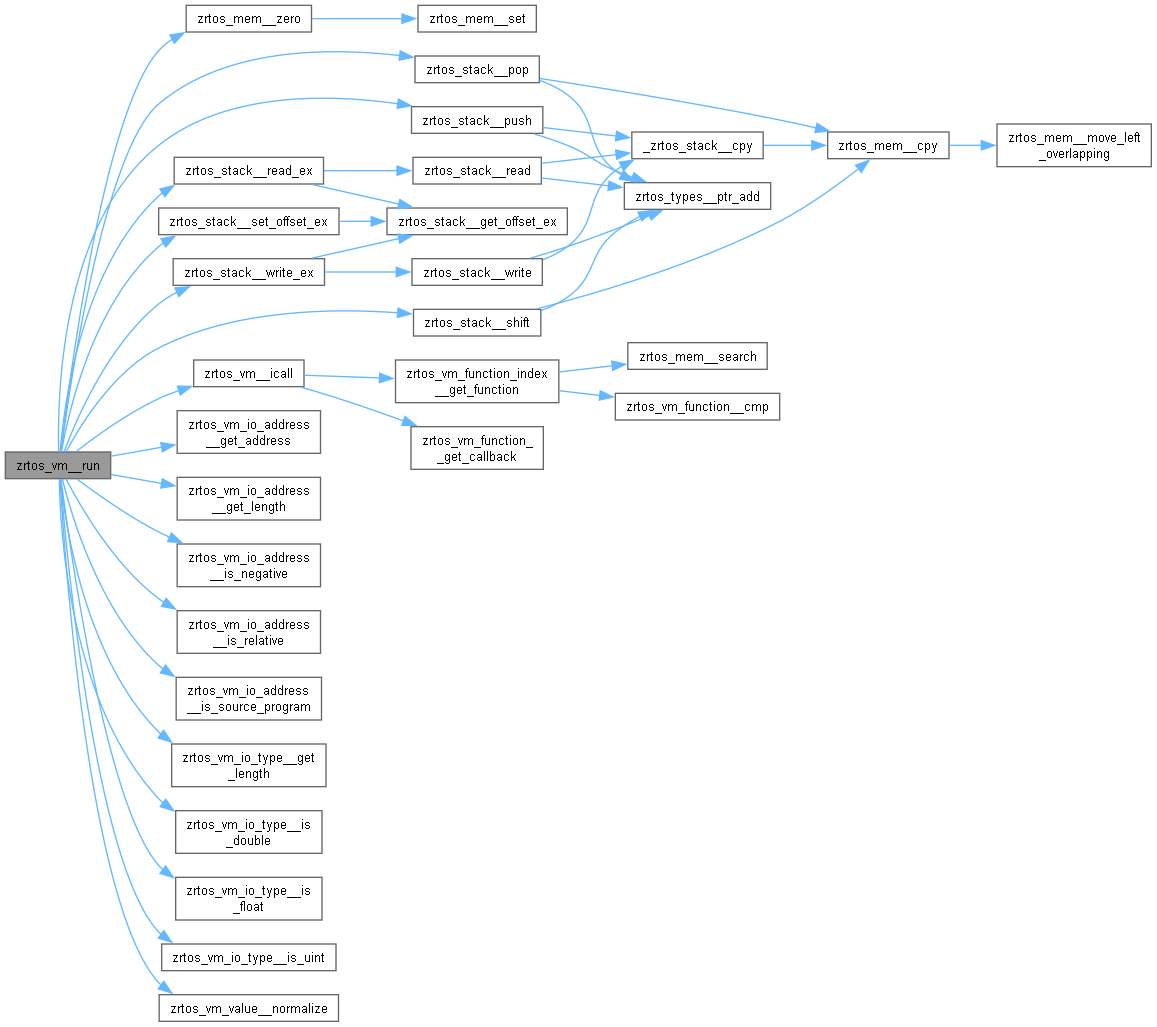 zrtos_mem__zero
zrtos_mem__set
zrtos_stack__pop
zrtos_stack__push
_zrtos_stack__cpy
zrtos_mem__cpy
zrtos_mem__move_left
_overlapping
zrtos_stack__read_ex
zrtos_stack__read
zrtos_types__ptr_add
zrtos_stack__set_offset_ex
zrtos_stack__get_offset_ex
zrtos_stack__write_ex
zrtos_stack__write
zrtos_stack__shift
zrtos_vm__icall
zrtos_vm_function_index
__get_function
zrtos_mem__search
zrtos_vm_function__cmp
zrtos_vm_io_address
__get_address
zrtos_vm_function_
_get_callback
zrtos_vm__run
zrtos_vm_io_address
__get_length
zrtos_vm_io_address
__is_negative
zrtos_vm_io_address
__is_relative
zrtos_vm_io_address
__is_source_program
zrtos_vm_io_type__get
_length
zrtos_vm_io_type__is
_double
zrtos_vm_io_type__is
_float
zrtos_vm_io_type__is_uint
zrtos_vm_value__normalize